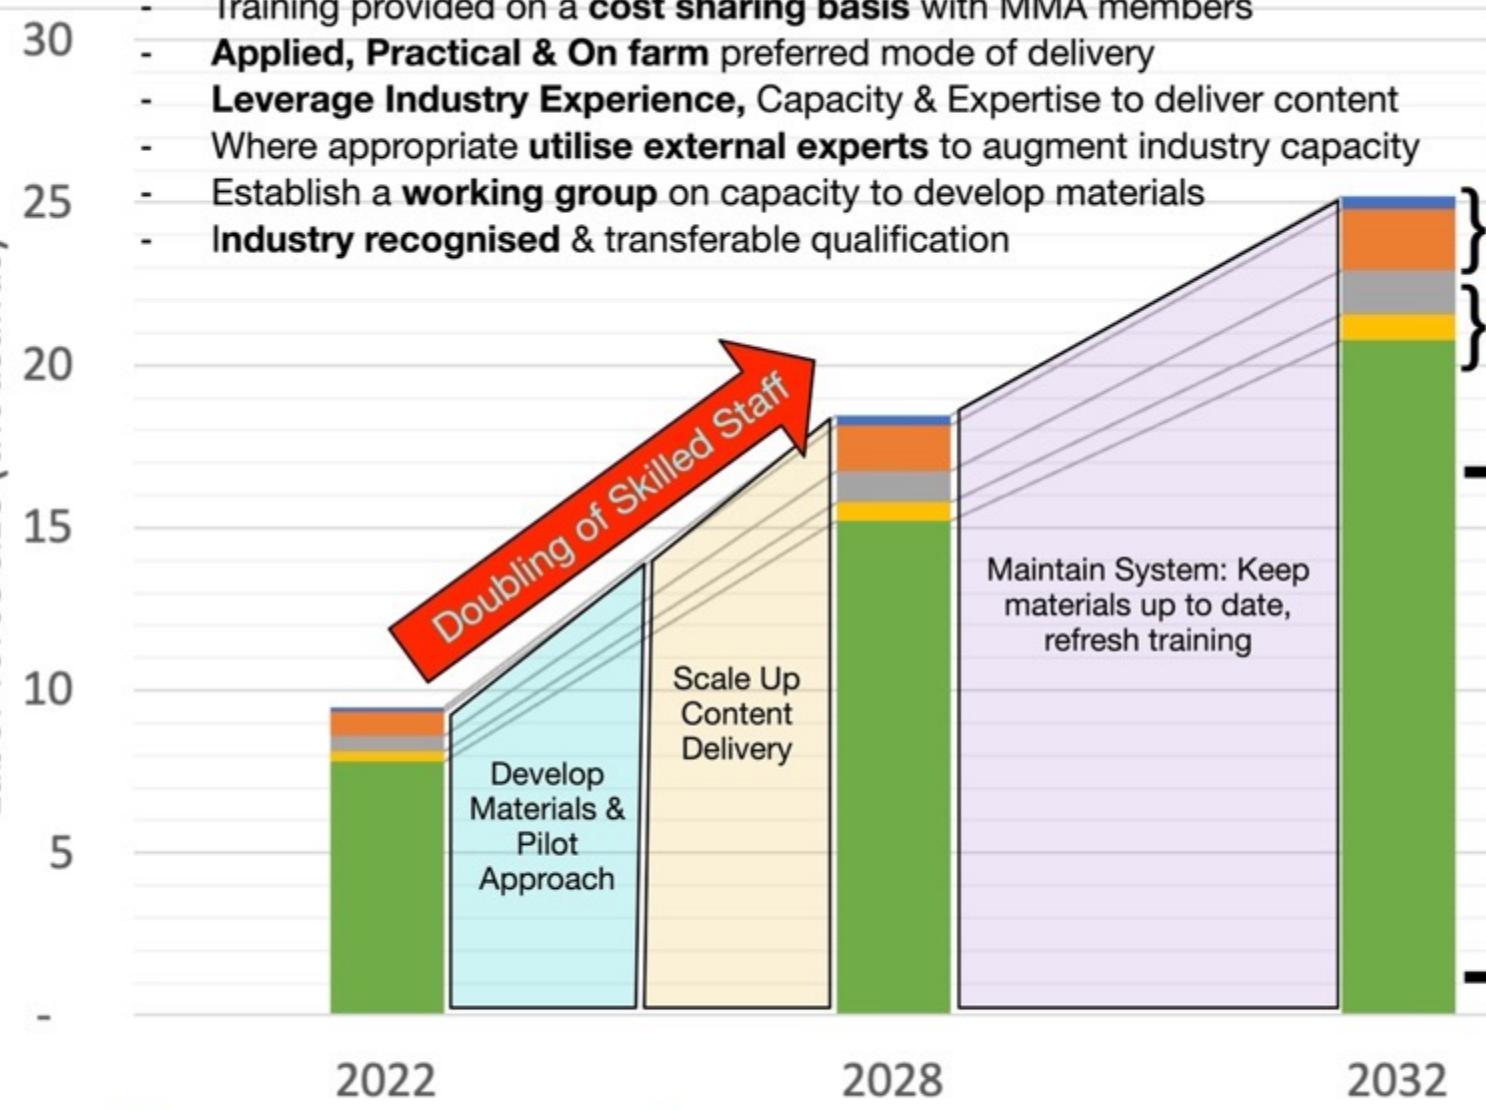 - Training provided on a cost sharing basis with MMA members
30
- Applied, Practical & On farm preferred mode of delivery
- Leverage Industry Experience, Capacity & Expertise to deliver content
- Where appropriate utilise external experts to augment industry capacity
25
- Establish a working group on capacity to develop materials
- Industry recognised & transferable qualification
20
Doubling of Skilled Staff
15
Maintain System: Keep
materials up to date,
refresh training
10
Scale Up
Content
Delivery
Develop
Materials &
Pilot
Approach
5
-
2022 2028 2032